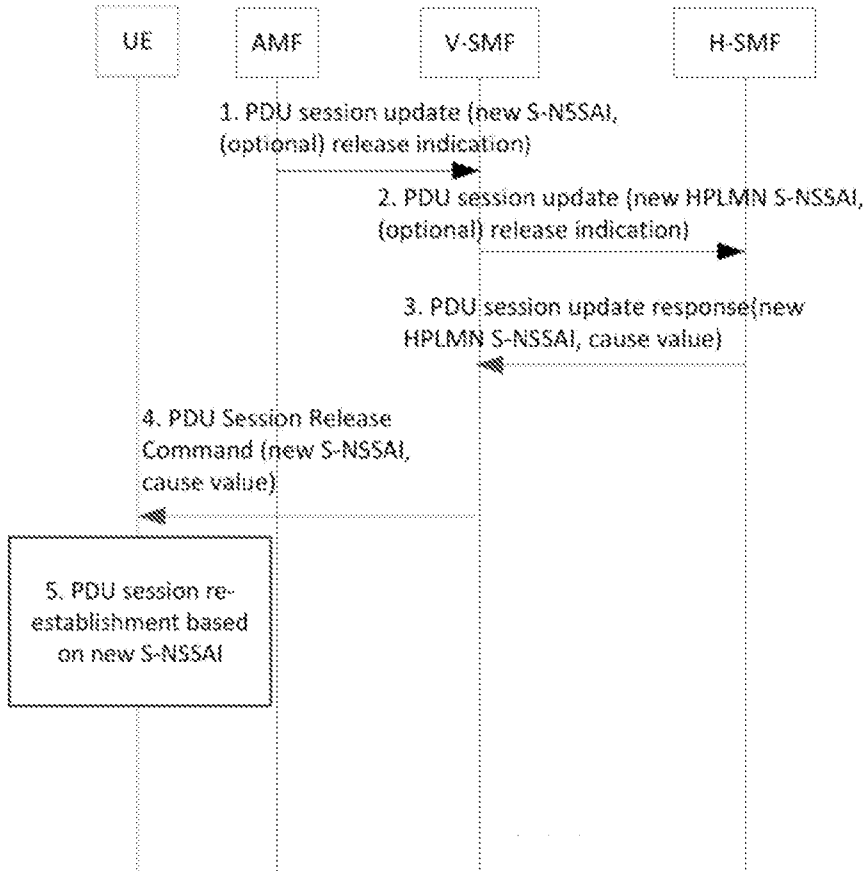 UE
AMF
V-SMF
H-SMF
1. PDU session update (new S-NSSAI,
(optional) release indication)
2. PDU session update (new HPLMN S-NSSAI,
(optional) release indication)
3. PDU session update response(new
HPLMN S-NSSAI, cause value)
4. PDU Session Release
Command (new S-NSSAI,
cause value)
5. PDU session re-
establishment based
on new S-NSSAI